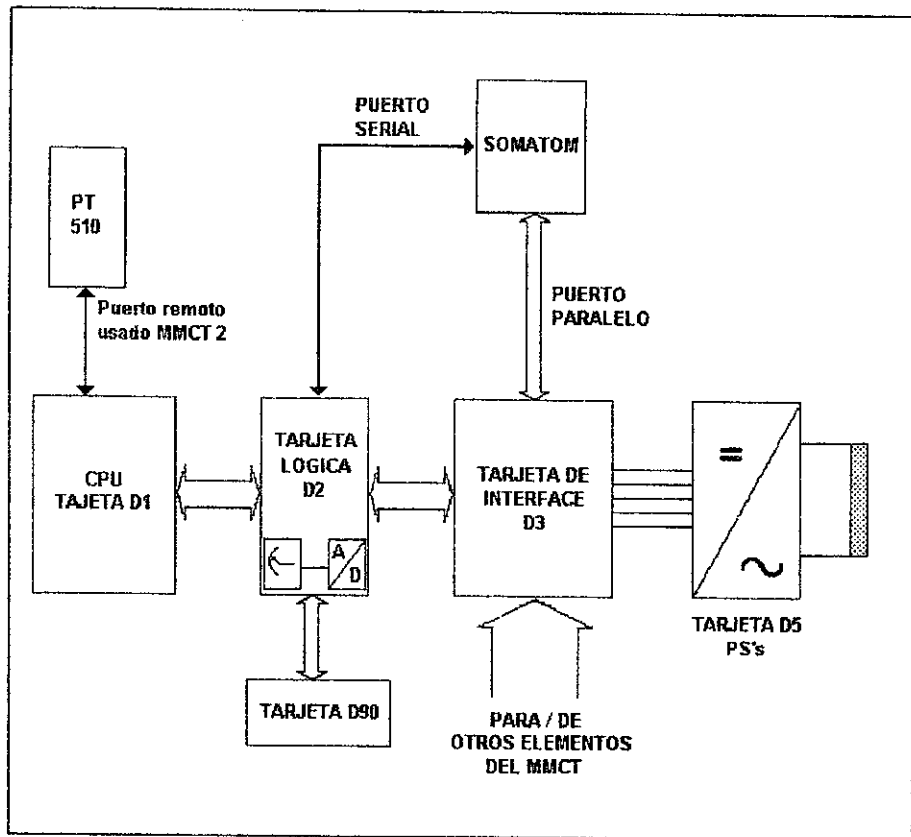 PUERTO
SERIAL
SOMATOM
PT
510
Puerto remoto
usado MMCT 2
PUERTO
PARALELO
CPU
TAJETA D1
TARJETA
LOGICA
D2
A
D
TARJETA DE
INTERFACE
D3
=
~
TARJETA D5
PS's
TARJETA D90
PARA / DE
OTROS ELEMENTOS
DEL MMCT